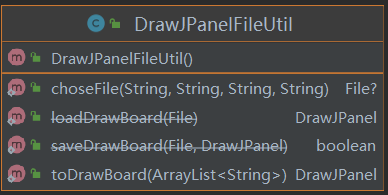 DrawJPanelFileUtil
DrawJPanelFileUtil()
choseFile(String, String, String, String) File?
loadDrawBoard(File) DrawJPanel
saveDrawBoard(File, DrawJPanel) boolean
toDrawBoard(ArrayList<String>) DrawJPanel